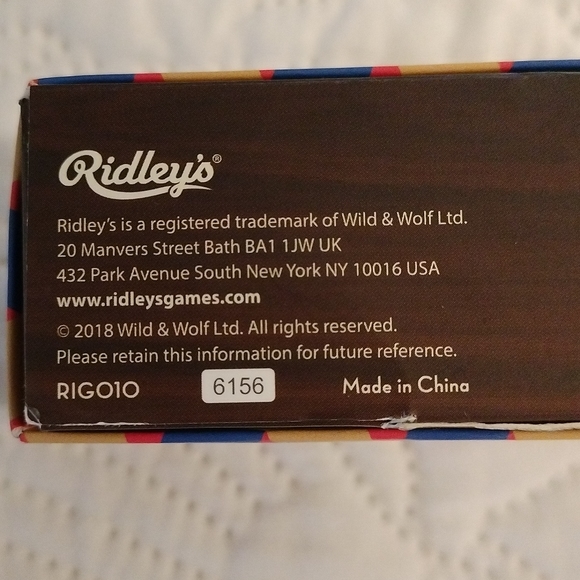 Ridley's®
Ridley's is a registered trademark of Wild & Wolf Ltd.
20 Manvers Street Bath BA1 1JW UK
432 Park Avenue South New York NY 10016 USA
www.ridleysgames.com
© 2018 Wild & Wolf Ltd. All rights reserved.
Please retain this information for future reference.
RIG010 6156 Made in China